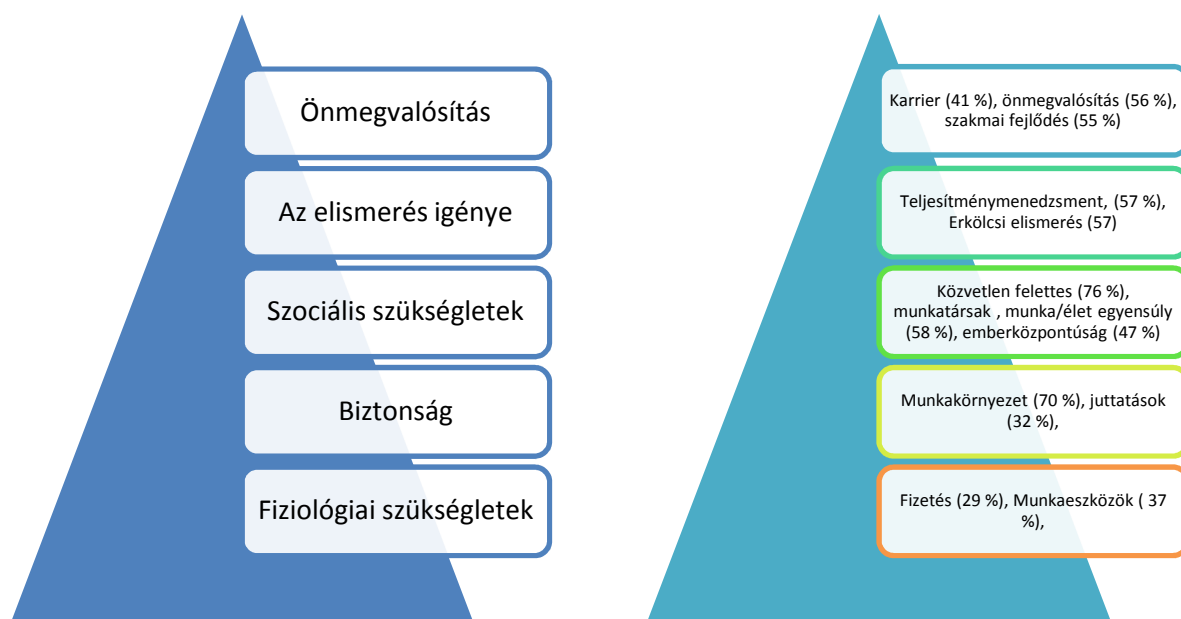 Önmegvalósítás
Az elismerés igénye
Szociális szükségletek
Biztonság
Fiziológiai szükségletek
Karrier (41 %), önmegvalósítás (56 %),
szakmai fejlődés (55 %)
Teljesítménymenedzsment, (57 %),
Erkölcsi elismerés (57)
Közvetlen felettes (76 %),
munkatársak , munka/élet egyensúly
(58 %), emberközpontúság (47 %)
Munkakörnyezet (70 %), juttatások
(32 %),
Fizetés (29 %), Munkaeszközök ( 37
%),